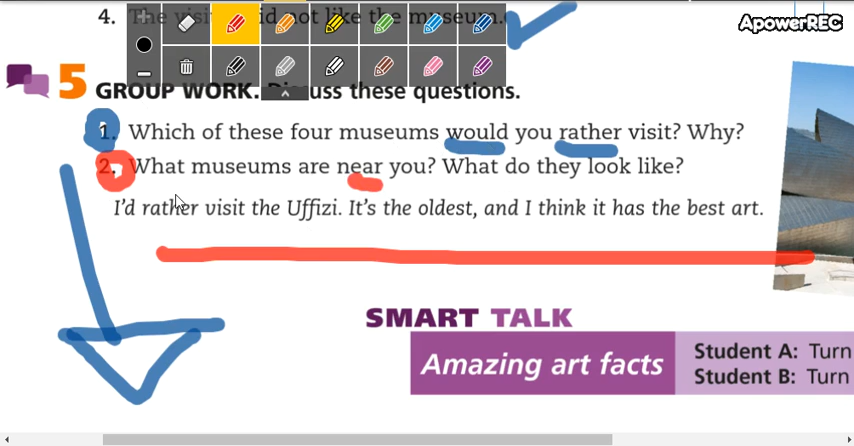 4. The visi did not like the museum.
ApowerREC
5 GROUP WORK. Discuss these questions.
1. Which of these four museums would you rather visit? Why?
2. What museums are near you? What do they look like?
I'd rather visit the Uffizi. It's the oldest, and I think it has the best art.
SMART TALK
Amazing art facts
Student A: Turn
Student B: Turn